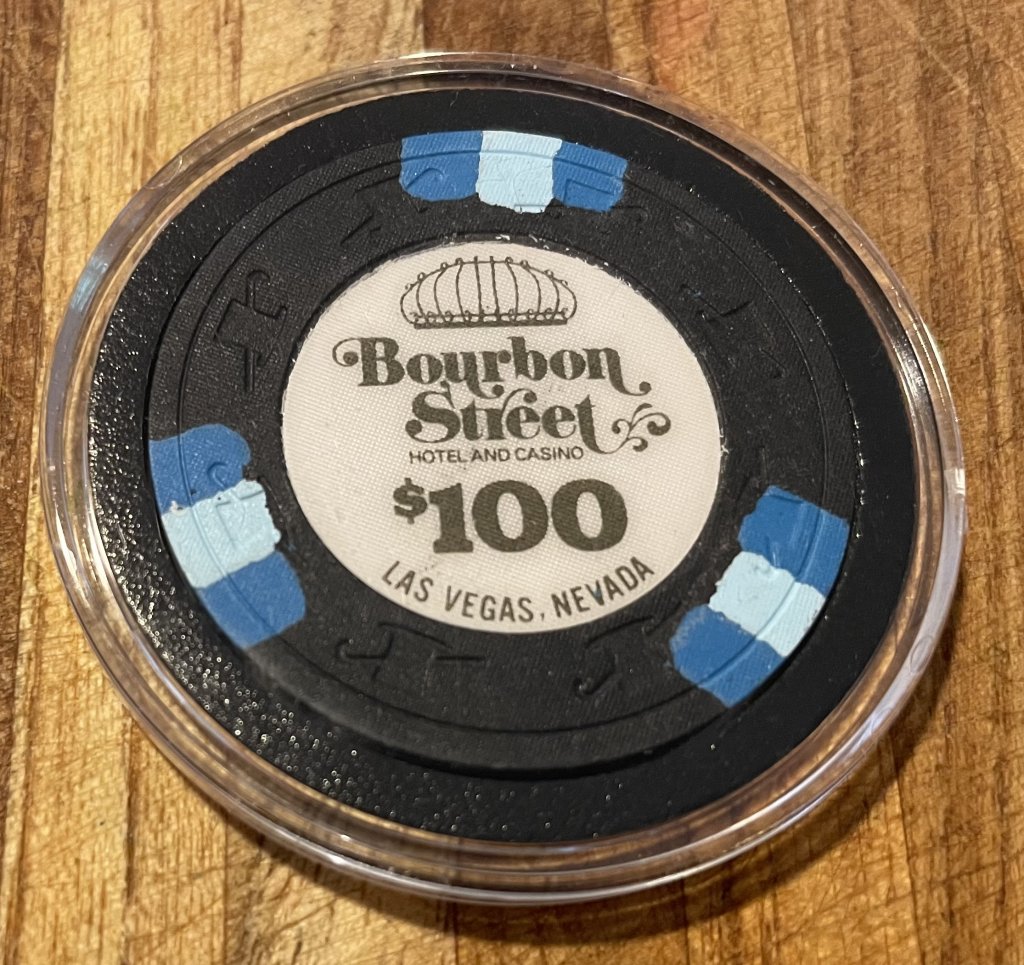 Bourbon
Street
HOTEL AND CASINO
$100
LAS VEGAS, NEVADA